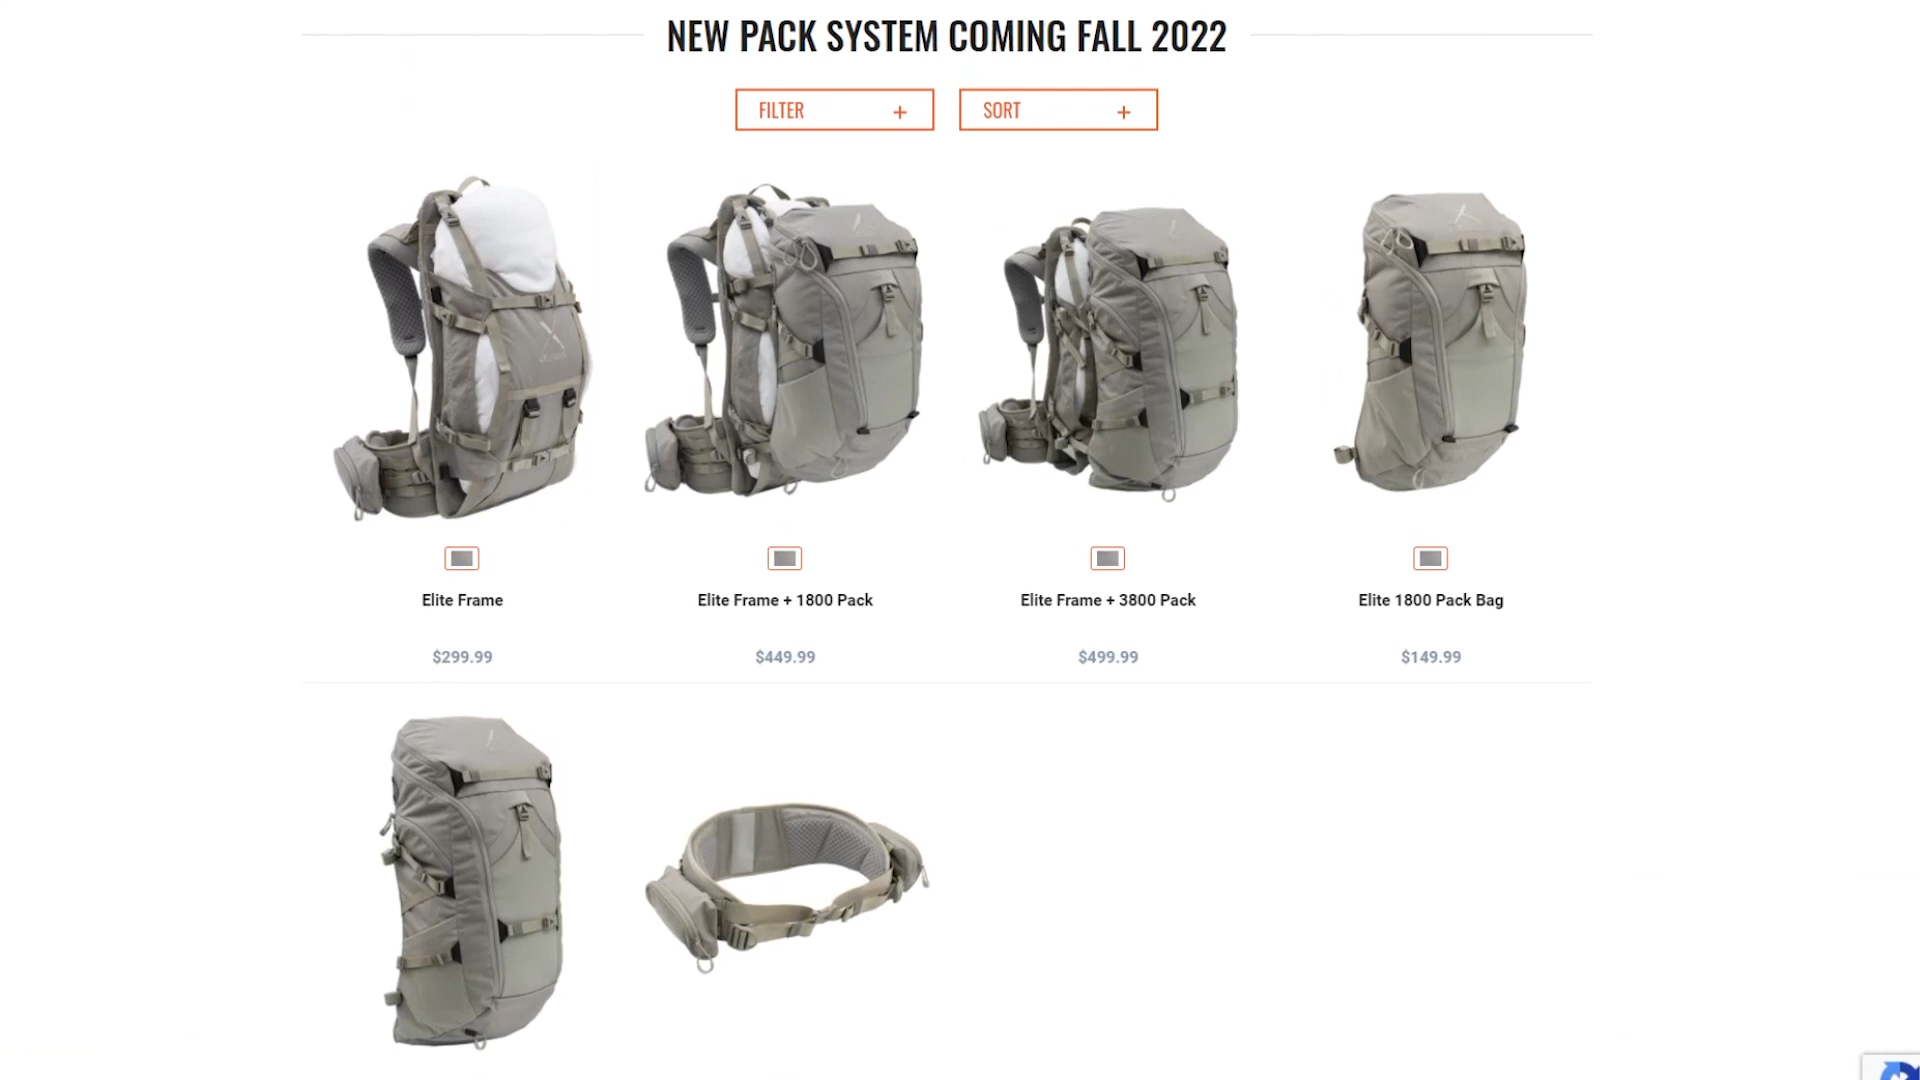 NEW PACK SYSTEM COMING FALL 2022
FILTER +
SORT +
Elite Frame
Elite Frame + 1800 Pack
Elite Frame + 3800 Pack
Elite 1800 Pack Bag
$299.99
$449.99
$499.99
$149.99